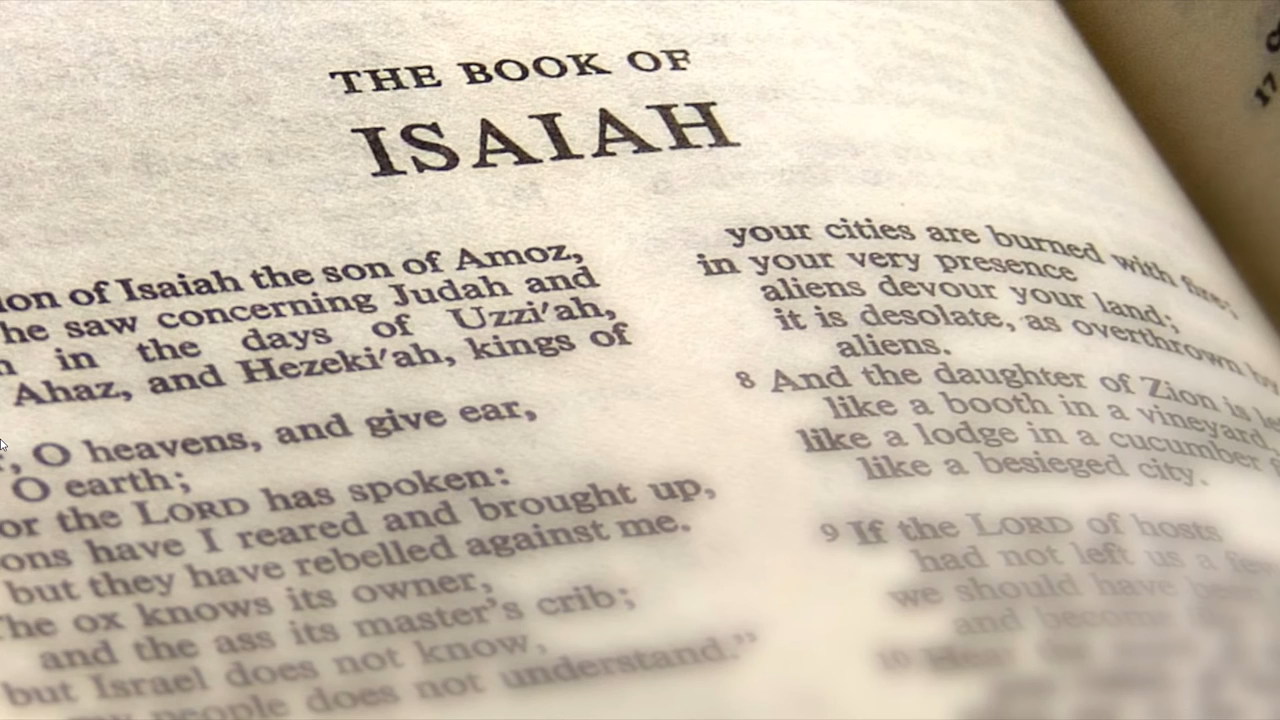 THE BOOK OF
ISAIAH
ion of Isaiah the son of Amoz,
he saw concerning Judah and
in the days of Uzzi′ah,
Ahaz, and Hezeki′ah, kings of
, O heavens, and give ear,
O earth;
or the LORD has spoken:
ons have I reared and brought up,
but they have rebelled against me.
The ox knows its owner,
and the ass its master's crib;
but Israel does not know,
people does not understand."
your cities are burned with fire;
in your very presence
aliens devour your land;
it is desolate, as overthrown by
aliens.
8 And the daughter of Zion is
like a booth in a vineyard,
like a lodge in a cucumber
like a besieged city.
9 If the LORD of hosts
had not left us a few
we should have been
and become
10 Hear
17